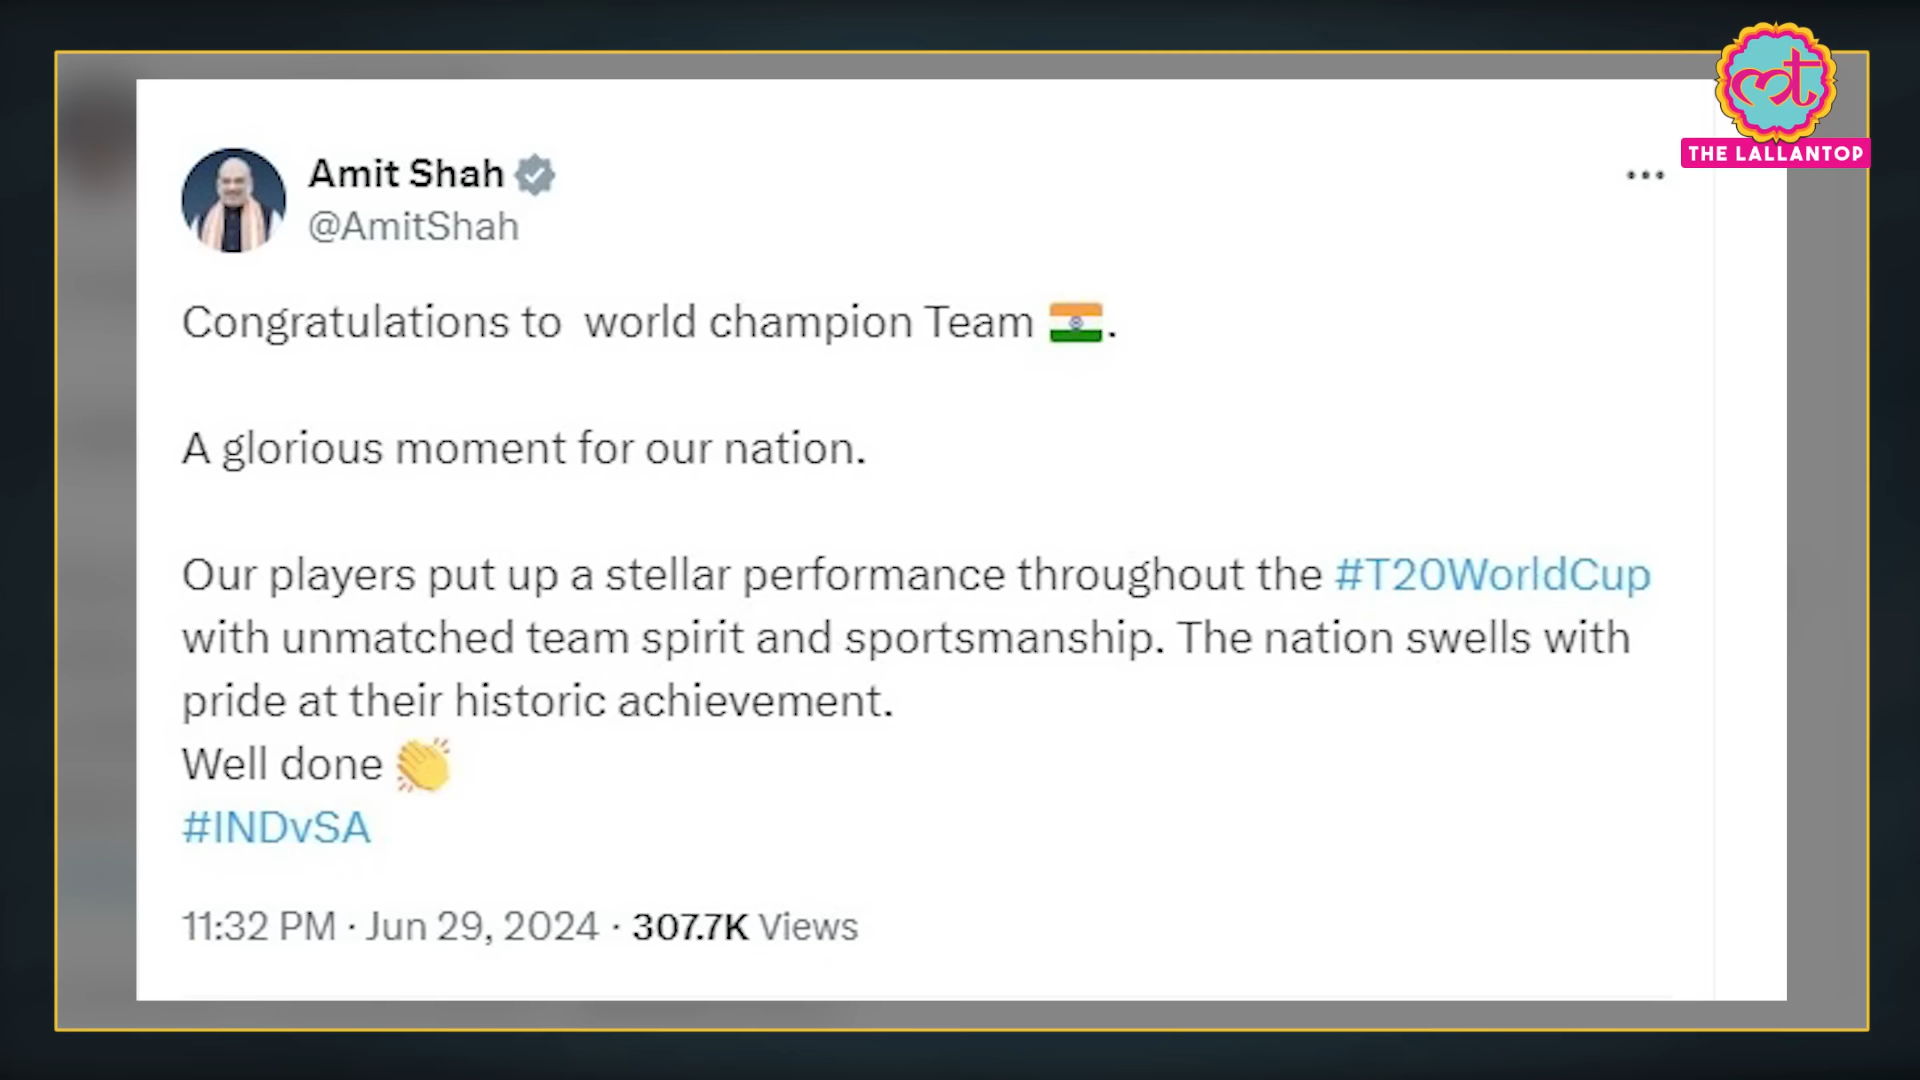 THE LALLANTOP
Amit Shah
@AmitShah
Congratulations to world champion Team 🇮🇳.
A glorious moment for our nation.
Our players put up a stellar performance throughout the #T20WorldCup
with unmatched team spirit and sportsmanship. The nation swells with
pride at their historic achievement.
Well done 👏
#INDvSA
11:32 PM · Jun 29, 2024 · 307.7K Views